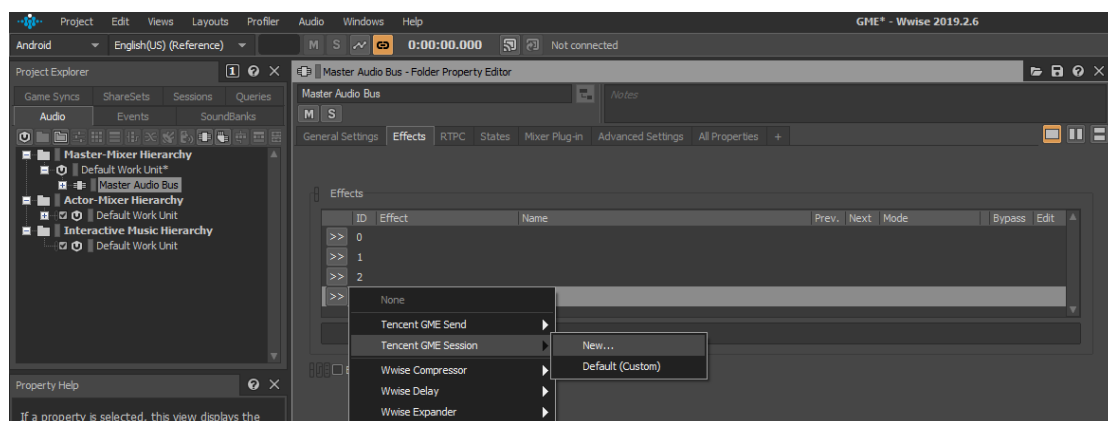 Project Edit Views Layouts Profiler Audio Windows Help GME* - Wwise 2019.2.6
Android English(US) (Reference) M S 0:00:00.000 Not connected
Project Explorer 1 Master Audio Bus - Folder Property Editor
Game Syncs ShareSets Sessions Queries Master Audio Bus Notes
Audio Events SoundBanks M S
General Settings Effects RTPC States Mixer Plug-in Advanced Settings All Properties +
Master-Mixer Hierarchy
Default Work Unit*
Master Audio Bus
Actor-Mixer Hierarchy
Default Work Unit
Interactive Music Hierarchy
Default Work Unit
Effects
ID Effect Name Prev. Next Mode Bypass Edit
>> 0
>> 1
>> 2
>>
None
Tencent GME Send
Tencent GME Session New...
Default (Custom)
Wwise Compressor
Wwise Delay
Wwise Expander
Property Help
If a property is selected, this view displays the